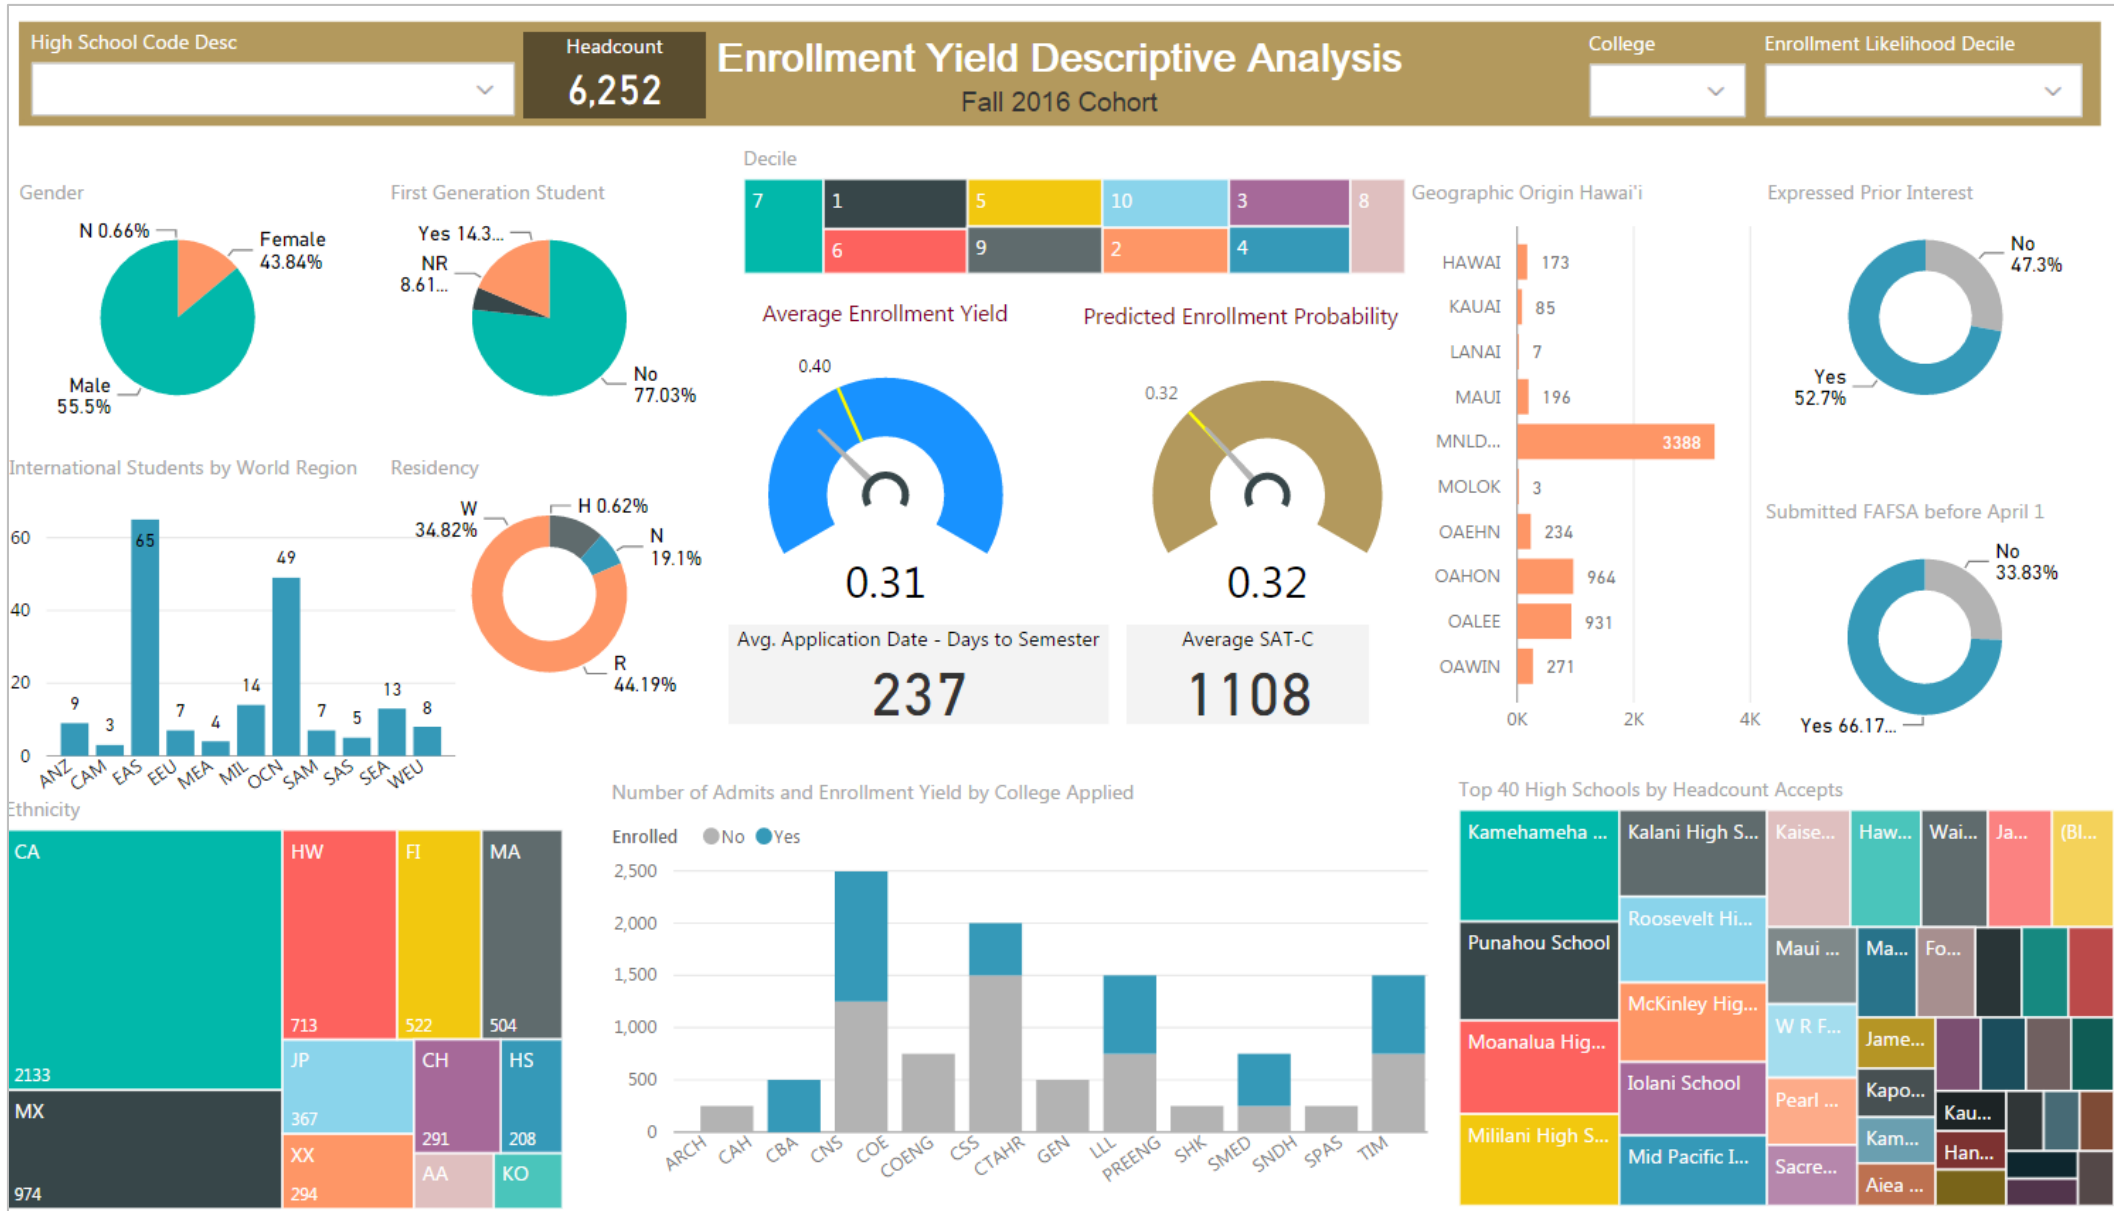 High School Code Desc
Headcount
6,252
Enrollment Yield Descriptive Analysis
Fall 2016 Cohort
College
Enrollment Likelihood Decile
Gender
N 0.66%
Female
43.84%
Male
55.5%
First Generation Student
Yes 14.3...
NR
8.61...
No
77.03%
Decile
7
1
5
10
3
8
6
9
2
4
Average Enrollment Yield
0.40
0.31
Predicted Enrollment Probability
0.32
0.32
Avg. Application Date - Days to Semester
237
Average SAT-C
1108
Geographic Origin Hawai'i
HAWAI 173
KAUAI 85
LANAI 7
MAUI 196
MNLD... 3388
MOLOK 3
OAEHN 234
OAHON 964
OALEE 931
OAWIN 271
0K 2K 4K
Expressed Prior Interest
No
47.3%
Yes
52.7%
Submitted FAFSA before April 1
No
33.83%
Yes 66.17...
International Students by World Region
60
40
20
0
9
3
65
7
4
14
49
7
5
13
8
ANZ CAM EAS EEU MEA MIL OCN SAM SAS SEA WEU
Residency
W
34.82%
H 0.62%
N
19.1%
R
44.19%
Ethnicity
CA
2133
MX
974
HW
713
FI
522
MA
504
JP
367
CH
291
HS
208
XX
294
AA
KO
Number of Admits and Enrollment Yield by College Applied
Enrolled No Yes
2,500
2,000
1,500
1,000
500
0
ARCH CAH CBA CNS COE COENG CSS CTAHR GEN LLL PREENG SHK SMED SNDH SPAS TIM
Top 40 High Schools by Headcount Accepts
Kamehameha ...
Punahou School
Moanalua Hig...
Mililani High S...
Kalani High S...
Roosevelt Hi...
McKinley Hig...
Iolani School
Mid Pacific I...
Kaise...
Haw...
Wai...
Ja...
(Bl...
Maui ...
Ma...
Fo...
W R F...
Jame...
Pearl ...
Kapo...
Kau...
Kam...
Han...
Sacre...
Aiea ...